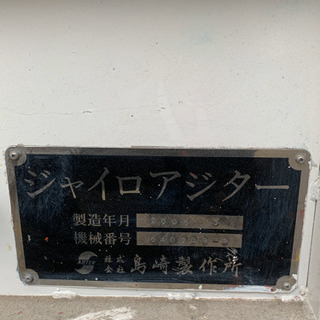 ジャイロアジター
製造年月
機械番号
株式会社 島崎製作所